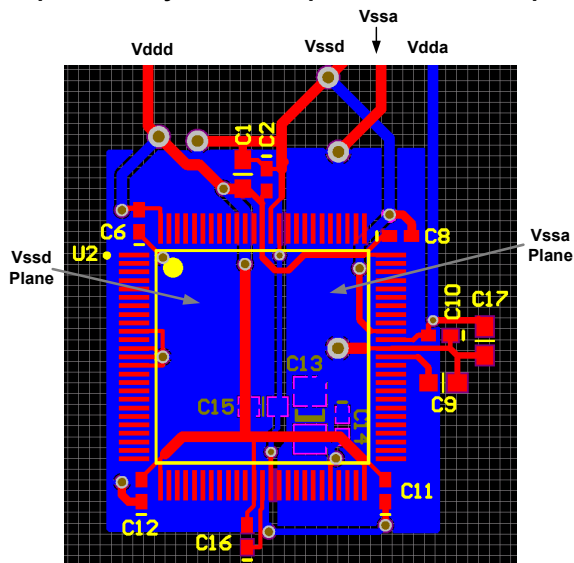 Vssa
Vddd
Vssd
Vdda
C1
C2
C6
U2
C8
Vssd
Plane
Vssa
Plane
C10
C17
C13
C15
C14
C9
C12
C11
C16